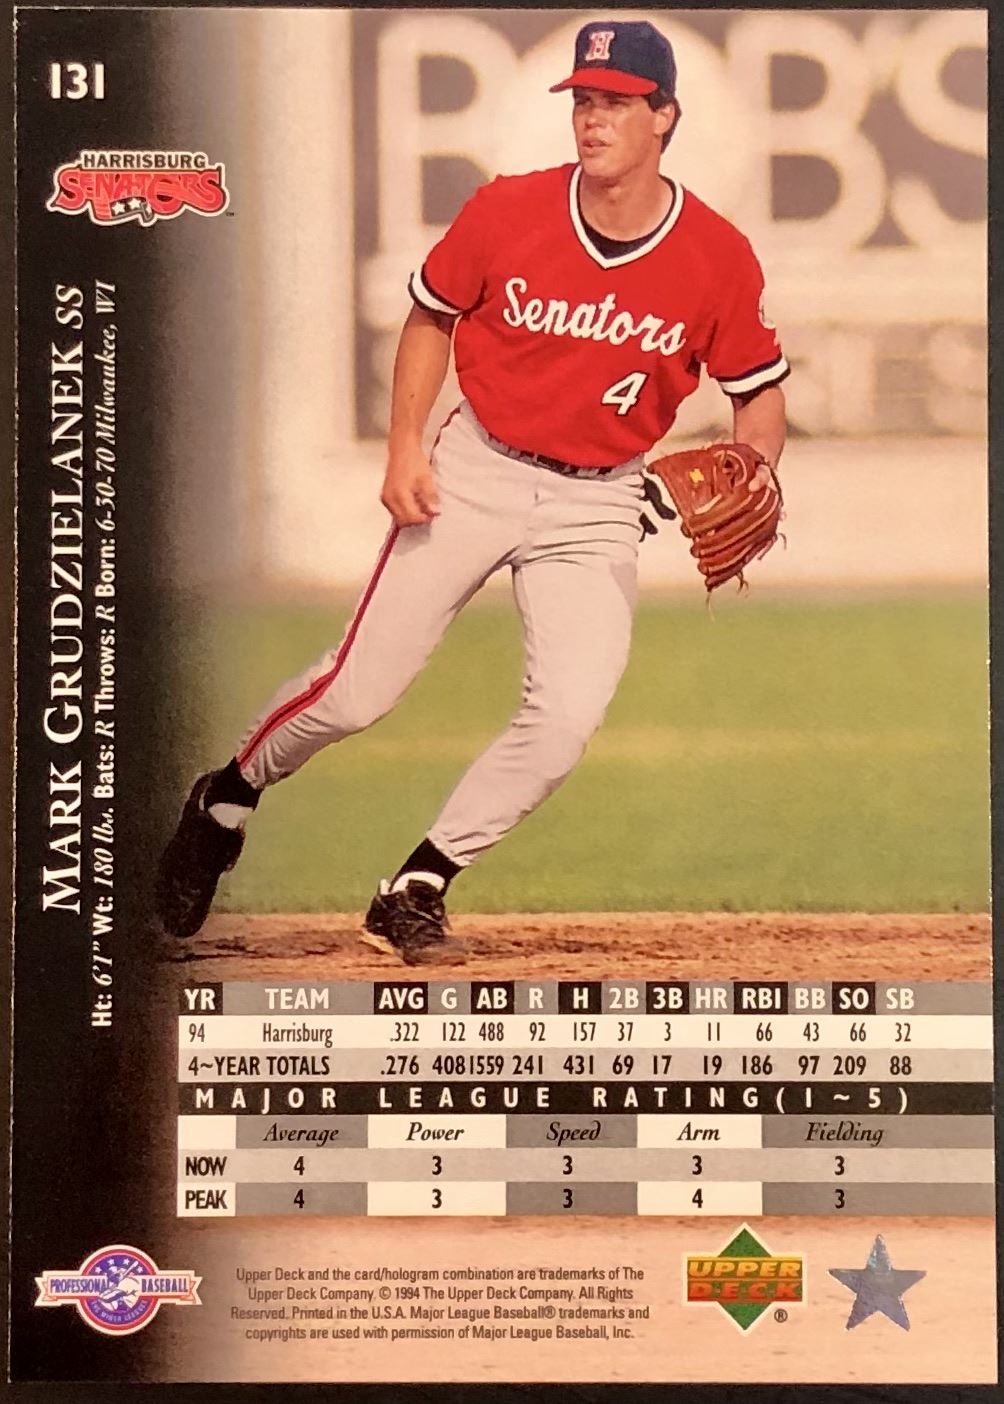 131
HARRISBURG
SENATORS
MARK GRUDZIELANEK SS
Ht: 6'1" Wt: 180 lbs. Bats: R Throws: R Born: 6-30-70 Milwaukee, WI
BOB'S
H
Senators
4
YR TEAM AVG G AB R H 2B 3B HR RBI BB SO SB
94 Harrisburg .322 122 488 92 157 37 3 11 66 43 66 32
4~YEAR TOTALS .276 408 1559 241 431 69 17 19 186 97 209 88
MAJOR LEAGUE RATING (1~5)
Average Power Speed Arm Fielding
NOW 4 3 3 3 3
PEAK 4 3 3 4 3
PROFESSIONAL BASEBALL
Upper Deck and the card/hologram combination are trademarks of The
Upper Deck Company. © 1994 The Upper Deck Company. All Rights
Reserved. Printed in the U.S.A. Major League Baseball® trademarks and
copyrights are used with permission of Major League Baseball, Inc.
UPPER
DECK
®